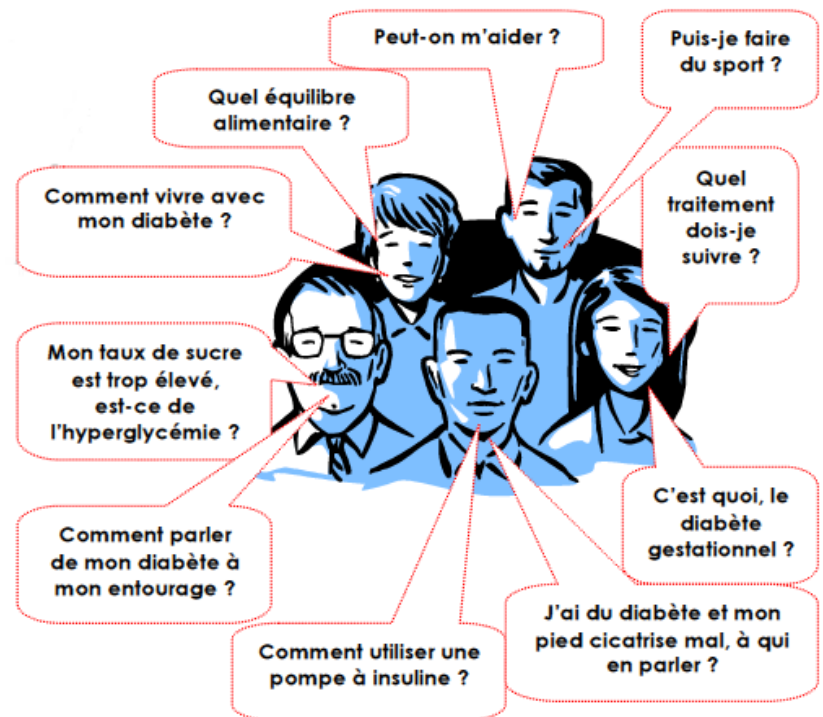 Peut-on m'aider ?
Puis-je faire
du sport ?
Quel équilibre
alimentaire ?
Comment vivre avec
mon diabète ?
Quel
traitement
dois-je
suivre ?
Mon taux de sucre
est trop élevé,
est-ce de
l'hyperglycémie ?
C'est quoi, le
diabète
gestationnel ?
Comment parler
de mon diabète à
mon entourage ?
J'ai du diabète et mon
pied cicatrise mal, à qui
en parler ?
Comment utiliser une
pompe à insuline ?